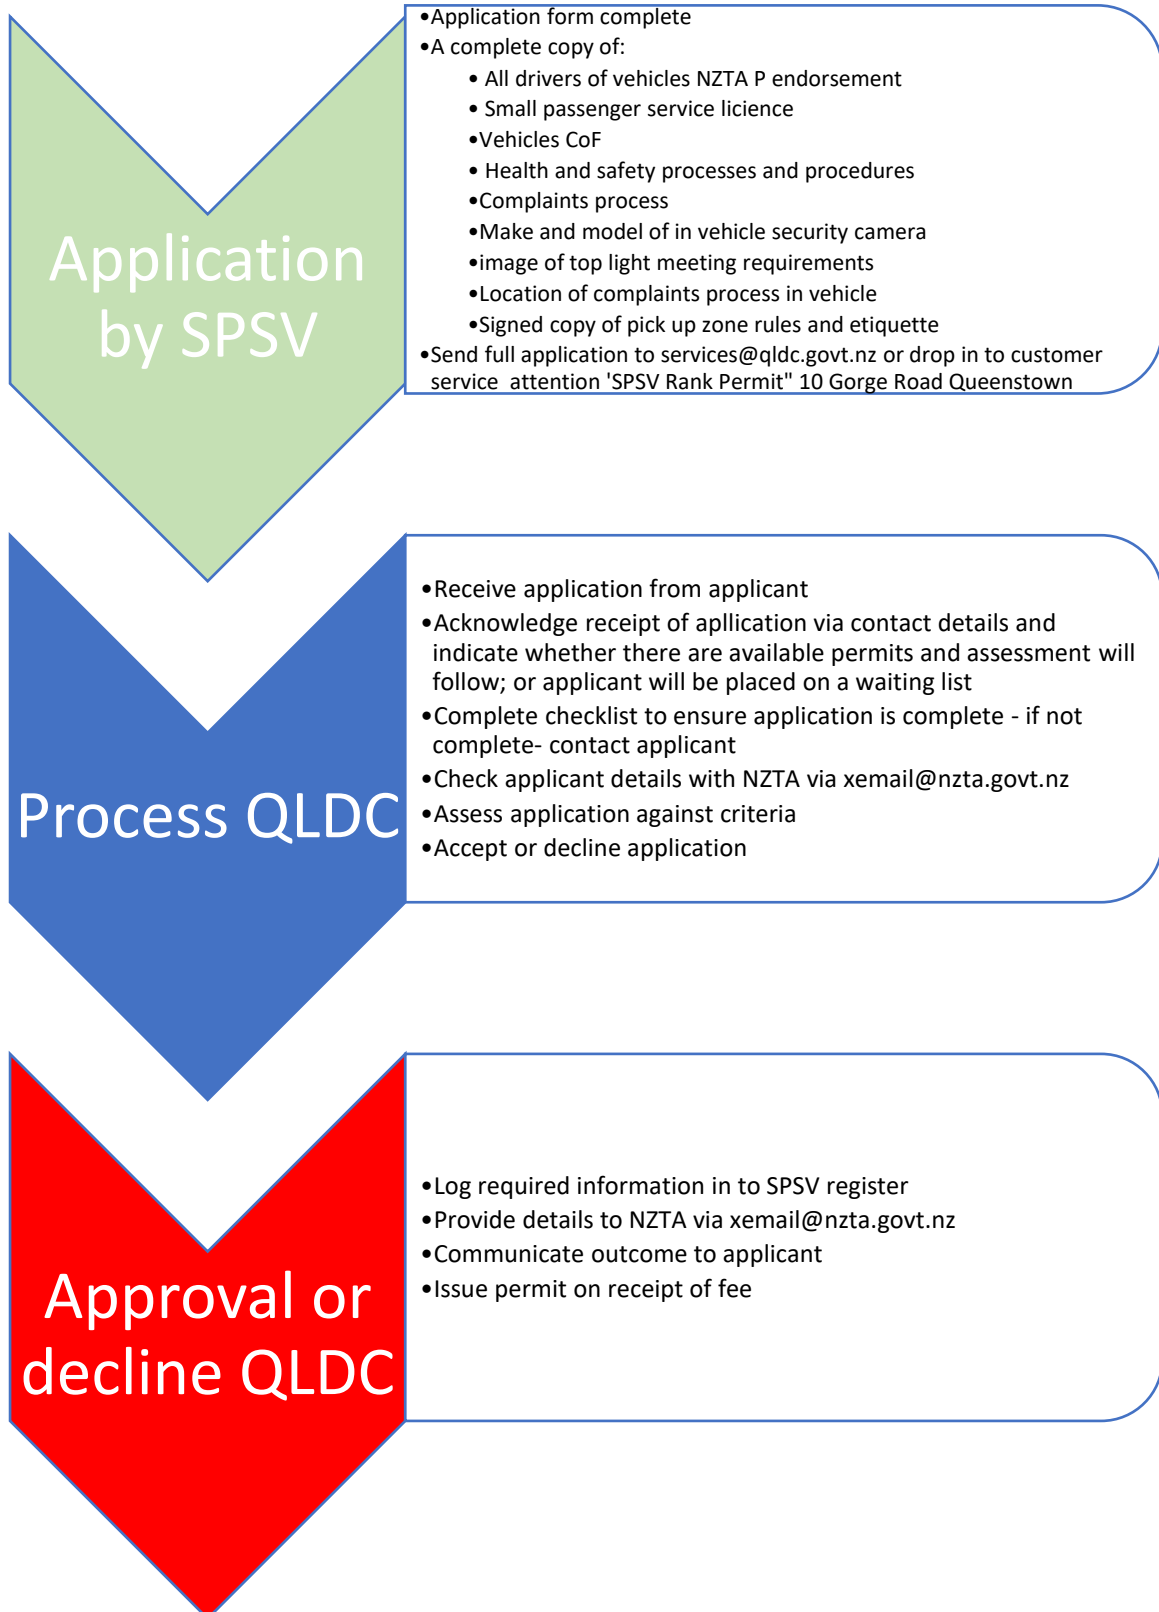 Application
by SPSV
•Application form complete
•A complete copy of:
• All drivers of vehicles NZTA P endorsement
• Small passenger service licience
•Vehicles CoF
• Health and safety processes and procedures
•Complaints process
•Make and model of in vehicle security camera
•image of top light meeting requirements
•Location of complaints process in vehicle
•Signed copy of pick up zone rules and etiquette
•Send full application to services@qldc.govt.nz or drop in to customer
service  attention 'SPSV Rank Permit" 10 Gorge Road Queenstown
Process QLDC
•Receive application from applicant
•Acknowledge receipt of apllication via contact details and
indicate whether there are available permits and assessment will
follow; or applicant will be placed on a waiting list
•Complete checklist to ensure application is complete - if not
complete- contact applicant
•Check applicant details with NZTA via xemail@nzta.govt.nz
•Assess application against criteria
•Accept or decline application
Approval or
decline QLDC
•Log required information in to SPSV register
•Provide details to NZTA via xemail@nzta.govt.nz
•Communicate outcome to applicant
•Issue permit on receipt of fee